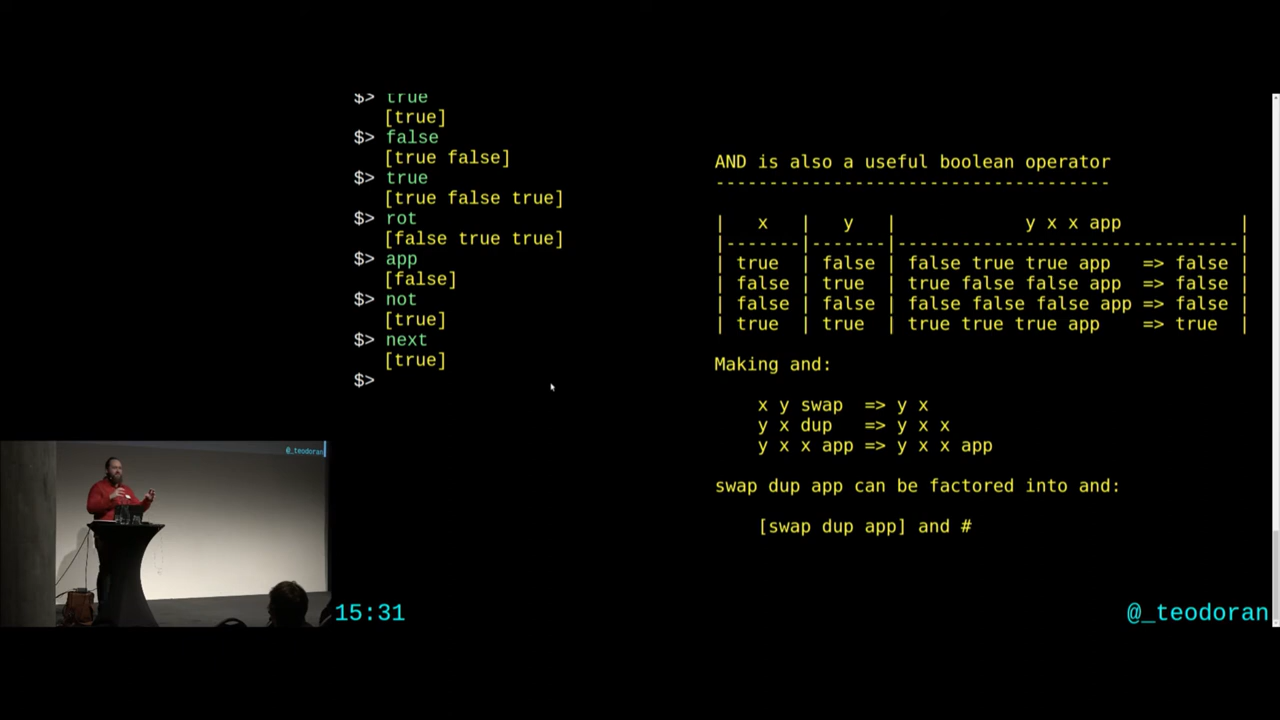 $> true
[true]
$> false
[true false]
$> true
[true false true]
$> rot
[false true true]
$> app
[false]
$> not
[true]
$> next
[true]
$>
AND is also a useful boolean operator
-------------------------------------
| x | y | y x x app |
|-------|-------|--------------------------------|
| true | false | false true true app => false |
| false | true | true false false app => false |
| false | false | false false false app => false |
| true | true | true true true app => true |
Making and:
x y swap => y x
y x dup => y x x
y x x app => y x x app
swap dup app can be factored into and:
[swap dup app] and #
@_teodoran
15:31
@_teodoran